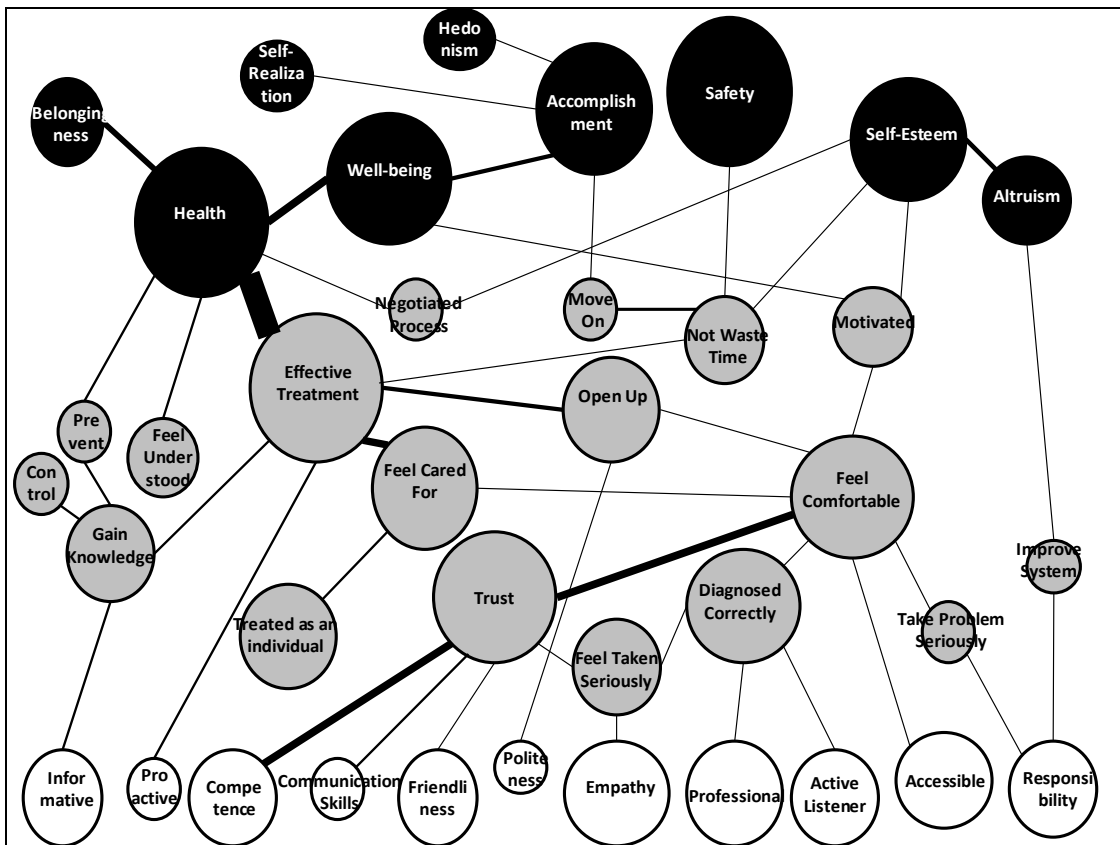 Hedo
nism
Self-
Realiza
tion
Accomplish
ment
Safety
Belonging
ness
Self-Esteem
Well-being
Altruism
Health
Negotiated
Process
Move
On
Not Waste
Time
Motivated
Effective
Treatment
Open Up
Pre
vent
Feel
Under
stood
Con
trol
Feel Cared
For
Feel
Comfortable
Gain
Knowledge
Improve
System
Trust
Diagnosed
Correctly
Treated as an
individual
Take Problem
Seriously
Feel Taken
Seriously
Infor
mative
Pro
active
Compe
tence
Communication
Skills
Friendli
ness
Polite
ness
Empathy
Professional
Active
Listener
Accessible
Responsi
bility